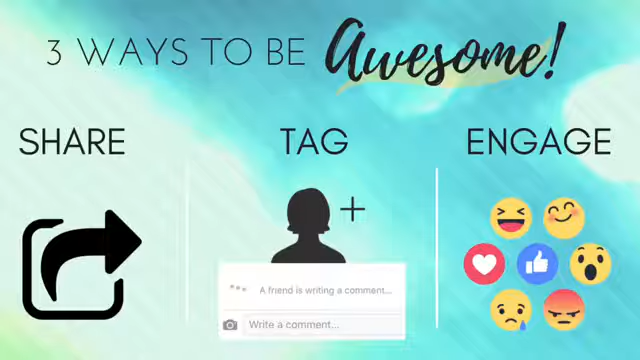 3 WAYS TO BE Awesome!
SHARE
TAG
ENGAGE
A friend is writing a comment...
Write a comment...